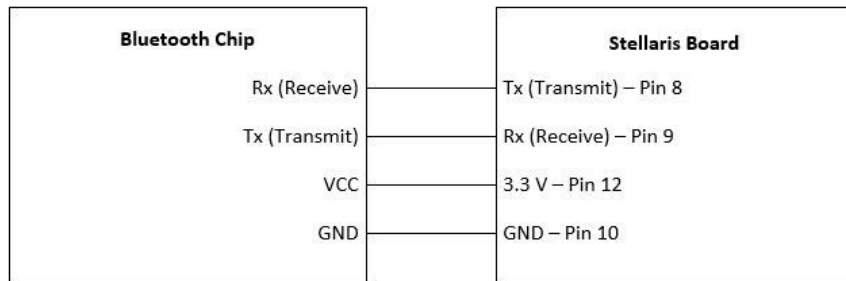 Bluetooth Chip
Stellaris Board
Rx (Receive)
Tx (Transmit) – Pin 8
Tx (Transmit)
Rx (Receive) – Pin 9
VCC
3.3 V – Pin 12
GND
GND – Pin 10